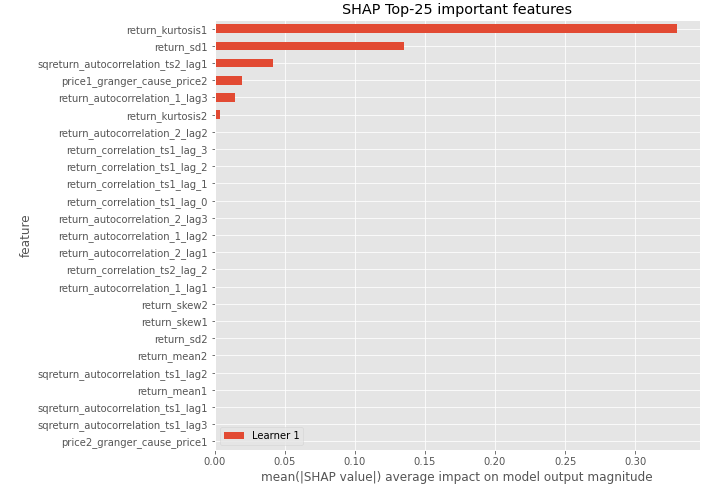 SHAP Top-25 important features
return_kurtosis1
return_sd1
sqreturn_autocorrelation_ts2_lag1
price1_granger_cause_price2
return_autocorrelation_1_lag3
return_kurtosis2
return_autocorrelation_2_lag2
return_correlation_ts1_lag_3
return_correlation_ts1_lag_2
return_correlation_ts1_lag_1
return_correlation_ts1_lag_0
return_autocorrelation_2_lag3
return_autocorrelation_1_lag2
return_autocorrelation_2_lag1
return_correlation_ts2_lag_2
return_autocorrelation_1_lag1
return_skew2
return_skew1
return_sd2
return_mean2
sqreturn_autocorrelation_ts1_lag2
return_mean1
sqreturn_autocorrelation_ts1_lag1
sqreturn_autocorrelation_ts1_lag3
price2_granger_cause_price1
feature
Learner 1
0.00 0.05 0.10 0.15 0.20 0.25 0.30
mean(|SHAP value|) average impact on model output magnitude